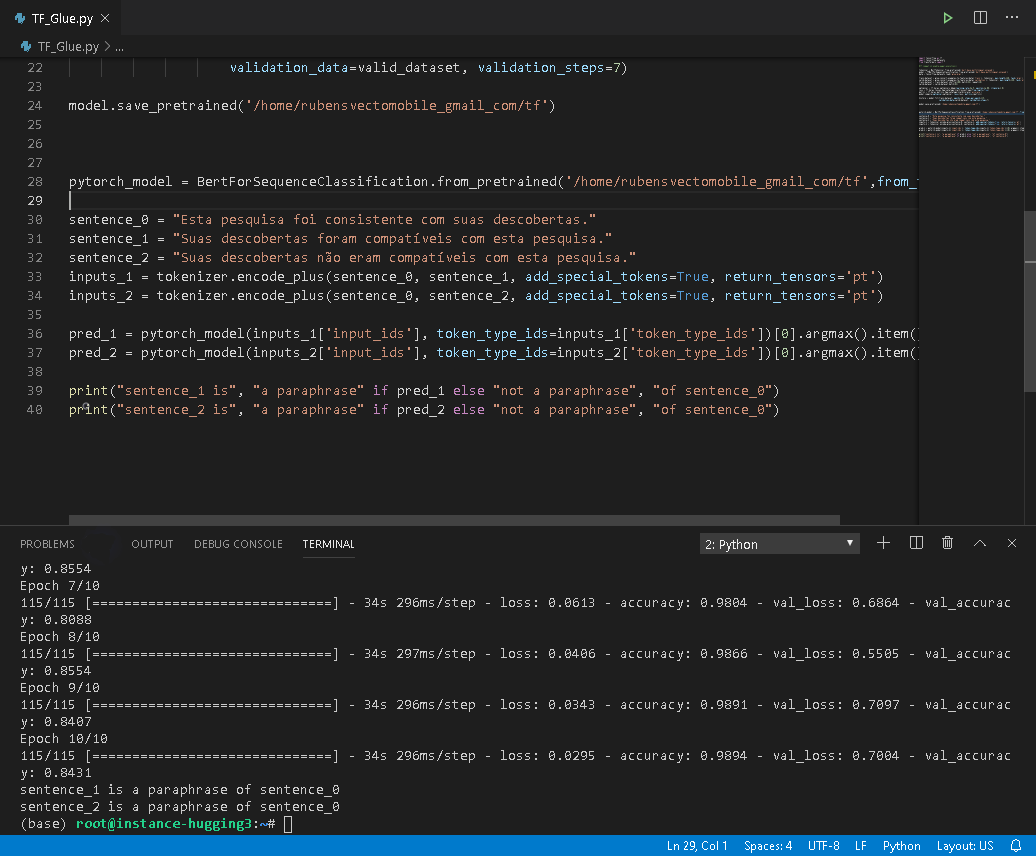 TF_Glue.py
TF_Glue.py > ...
22 validation_data=valid_dataset, validation_steps=7)
23
24 model.save_pretrained('/home/rubensvectomobile_gmail_com/tf')
25
26
27
28 pytorch_model = BertForSequenceClassification.from_pretrained('/home/rubensvectomobile_gmail_com/tf',from_
29
30 sentence_0 = "Esta pesquisa foi consistente com suas descobertas."
31 sentence_1 = "Suas descobertas foram compatíveis com esta pesquisa."
32 sentence_2 = "Suas descobertas não eram compatíveis com esta pesquisa."
33 inputs_1 = tokenizer.encode_plus(sentence_0, sentence_1, add_special_tokens=True, return_tensors='pt')
34 inputs_2 = tokenizer.encode_plus(sentence_0, sentence_2, add_special_tokens=True, return_tensors='pt')
35
36 pred_1 = pytorch_model(inputs_1['input_ids'], token_type_ids=inputs_1['token_type_ids'])[0].argmax().item(
37 pred_2 = pytorch_model(inputs_2['input_ids'], token_type_ids=inputs_2['token_type_ids'])[0].argmax().item(
38
39 print("sentence_1 is", "a paraphrase" if pred_1 else "not a paraphrase", "of sentence_0")
40 print("sentence_2 is", "a paraphrase" if pred_2 else "not a paraphrase", "of sentence_0")
PROBLEMS OUTPUT DEBUG CONSOLE TERMINAL 2: Python
y: 0.8554
Epoch 7/10
115/115 [==============================] - 34s 296ms/step - loss: 0.0613 - accuracy: 0.9804 - val_loss: 0.6864 - val_accurac
y: 0.8088
Epoch 8/10
115/115 [==============================] - 34s 297ms/step - loss: 0.0406 - accuracy: 0.9866 - val_loss: 0.5505 - val_accurac
y: 0.8554
Epoch 9/10
115/115 [==============================] - 34s 296ms/step - loss: 0.0343 - accuracy: 0.9891 - val_loss: 0.7097 - val_accurac
y: 0.8407
Epoch 10/10
115/115 [==============================] - 34s 296ms/step - loss: 0.0295 - accuracy: 0.9894 - val_loss: 0.7004 - val_accurac
y: 0.8431
sentence_1 is a paraphrase of sentence_0
sentence_2 is a paraphrase of sentence_0
(base) root@instance-hugging3:~#
Ln 29, Col 1 Spaces: 4 UTF-8 LF Python Layout: US